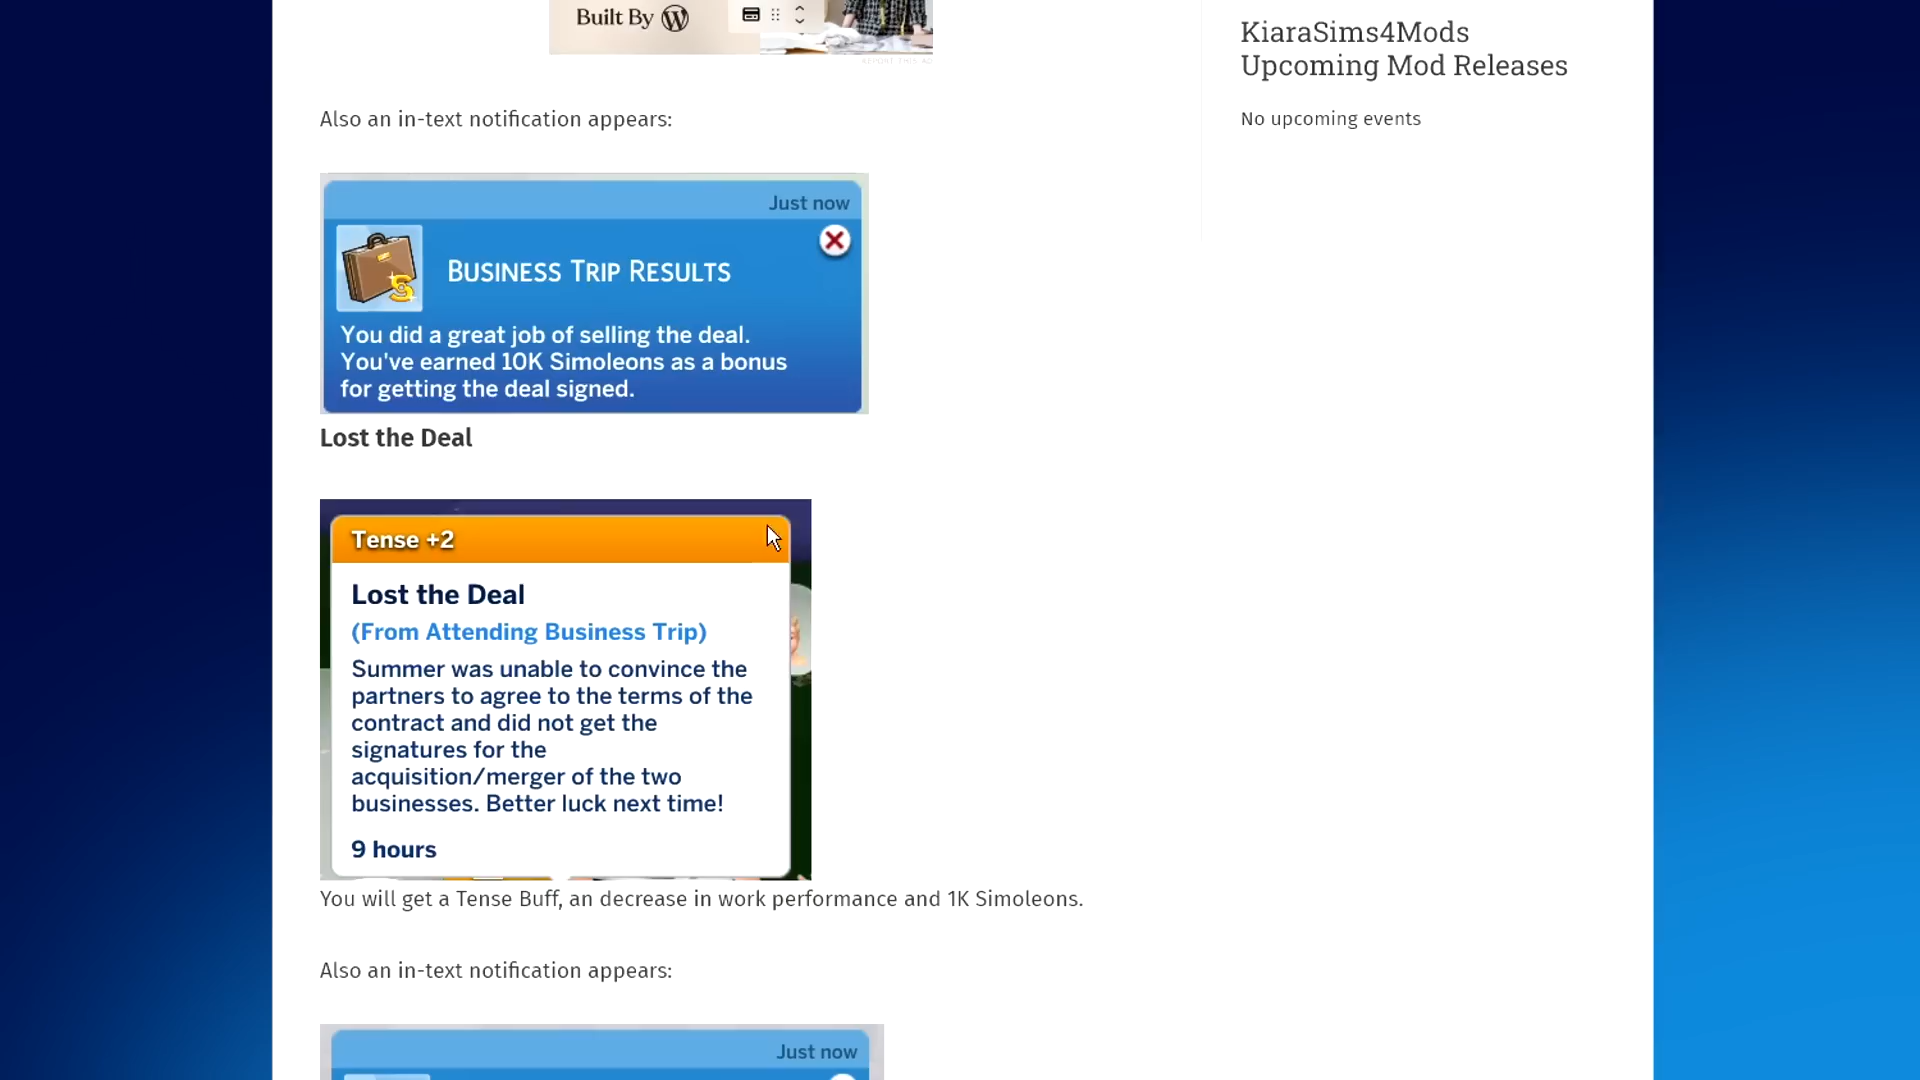 Built By W
REPORT THIS AD
KiaraSims4Mods
Upcoming Mod Releases
No upcoming events
Also an in-text notification appears:
Just now
BUSINESS TRIP RESULTS
You did a great job of selling the deal.
You've earned 10K Simoleons as a bonus
for getting the deal signed.
Lost the Deal
Tense +2
Lost the Deal
(From Attending Business Trip)
Summer was unable to convince the
partners to agree to the terms of the
contract and did not get the
signatures for the
acquisition/merger of the two
businesses. Better luck next time!
9 hours
You will get a Tense Buff, an decrease in work performance and 1K Simoleons.
Also an in-text notification appears:
Just now